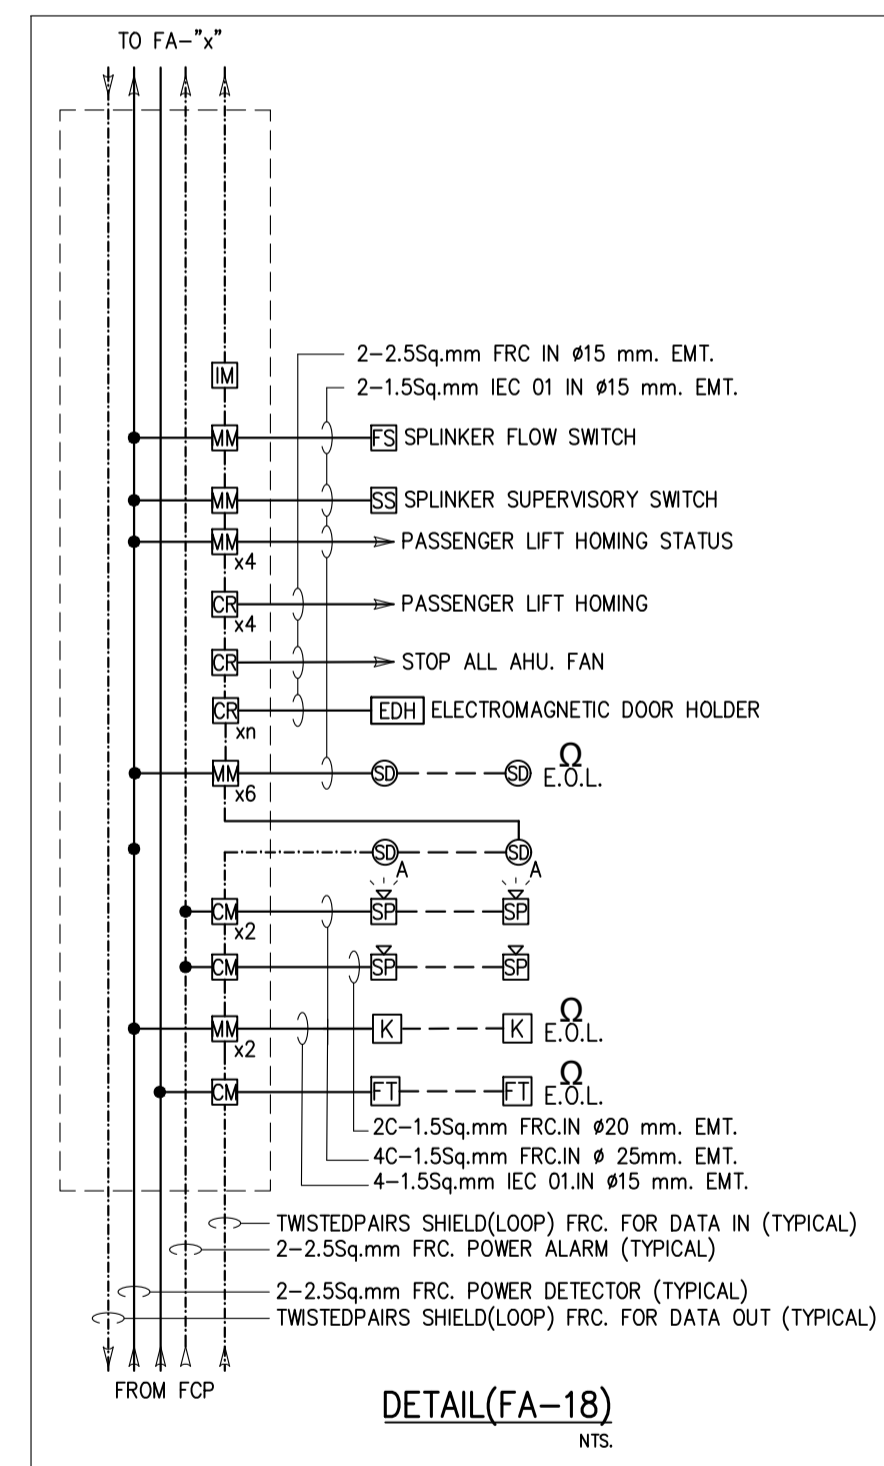 TO FA-"x"
2-2.5Sq.mm FRC IN ø15 mm. EMT.
IM
2-1.5Sq.mm IEC 01 IN ø15 mm. EMT.
MM FS SPLINKER FLOW SWITCH
MM SS SPLINKER SUPERVISORY SWITCH
MM PASSENGER LIFT HOMING STATUS
x4
CR PASSENGER LIFT HOMING
x4
CR STOP ALL AHU. FAN
CR EDH ELECTROMAGNETIC DOOR HOLDER
xn
MM SD SD Ω E.O.L.
x6
SD SD
A A
CM SP SP
x2
CM SP SP
MM K K Ω E.O.L.
x2
CM FT FT Ω E.O.L.
2C-1.5Sq.mm FRC.IN ø20 mm. EMT.
4C-1.5Sq.mm FRC.IN ø 25mm. EMT.
4-1.5Sq.mm IEC 01.IN ø15 mm. EMT.
TWISTEDPAIRS SHIELD(LOOP) FRC. FOR DATA IN (TYPICAL)
2-2.5Sq.mm FRC. POWER ALARM (TYPICAL)
2-2.5Sq.mm FRC. POWER DETECTOR (TYPICAL)
TWISTEDPAIRS SHIELD(LOOP) FRC. FOR DATA OUT (TYPICAL)
FROM FCP
DETAIL(FA-18)
NTS.